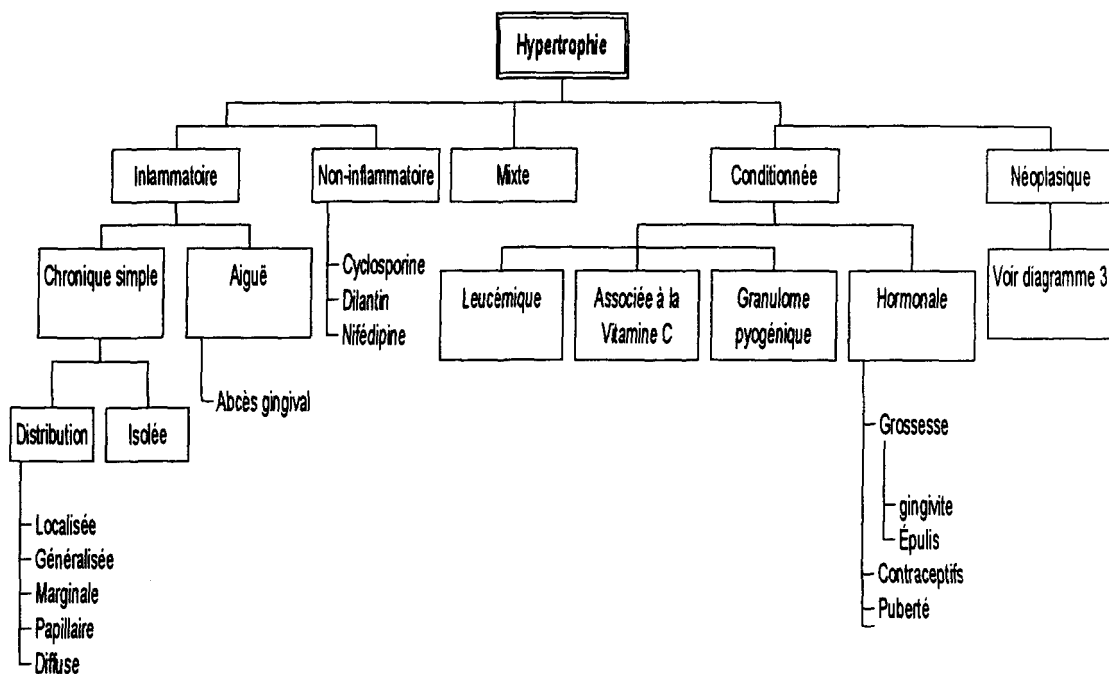 Hypertrophie
Inlammatoire
Non-inflammatoire
Mixte
Conditionnée
Néoplasique
Chronique simple
Aiguë
Cyclosporine
Dilantin
Nifédipine
Leucémique
Associée à la
Vitamine C
Granulome
pyogénique
Hormonale
Voir diagramme 3
Abcès gingival
Distribution
Isolée
Localisée
Généralisée
Marginale
Papillaire
Diffuse
Grossesse
gingivite
Épulis
Contraceptifs
Puberté